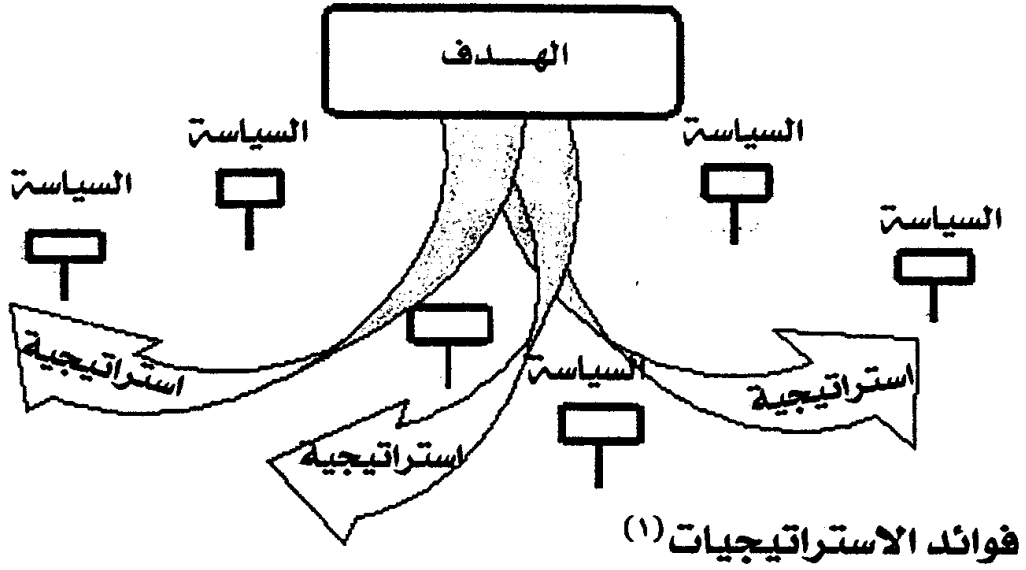 الهدف
السياسة
السياسة
السياسة
السياسة
السياسة
استراتيجية
استراتيجية
استراتيجية
فوائد الاستراتيجيات (١)